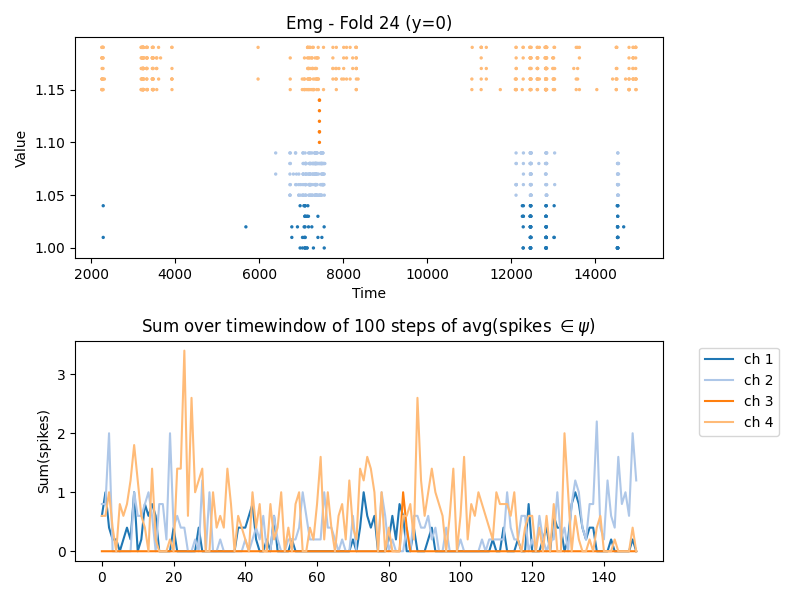 Emg - Fold 24 (y=0)
Value
1.15
1.10
1.05
1.00
2000 4000 6000 8000 10000 12000 14000
Time
Sum over timewindow of 100 steps of avg(spikes ∈ ψ)
Sum(spikes)
3
2
1
0
0 20 40 60 80 100 120 140
ch 1
ch 2
ch 3
ch 4